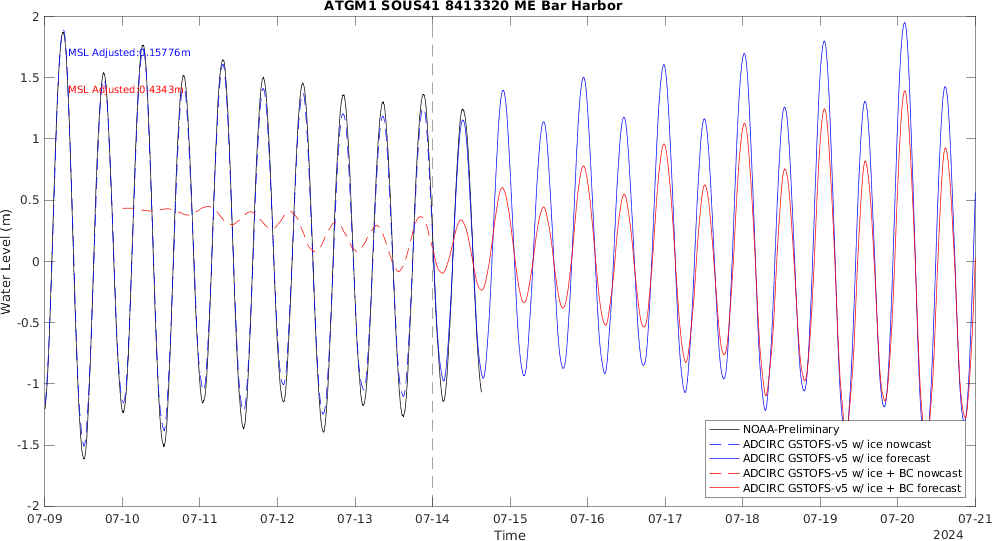 ATGM1 SOUS41 8413320 ME Bar Harbor
MSL Adjusted:0.15776m
MSL Adjusted:0.4343m
Water Level (m)
2
1.5
1
0.5
0
-0.5
-1
-1.5
-2
NOAA-Preliminary
ADCIRC GSTOFS-v5 w/ ice nowcast
ADCIRC GSTOFS-v5 w/ ice forecast
ADCIRC GSTOFS-v5 w/ ice + BC nowcast
ADCIRC GSTOFS-v5 w/ ice + BC forecast
07-09 07-10 07-11 07-12 07-13 07-14 07-15 07-16 07-17 07-18 07-19 07-20 07-21
Time
2024